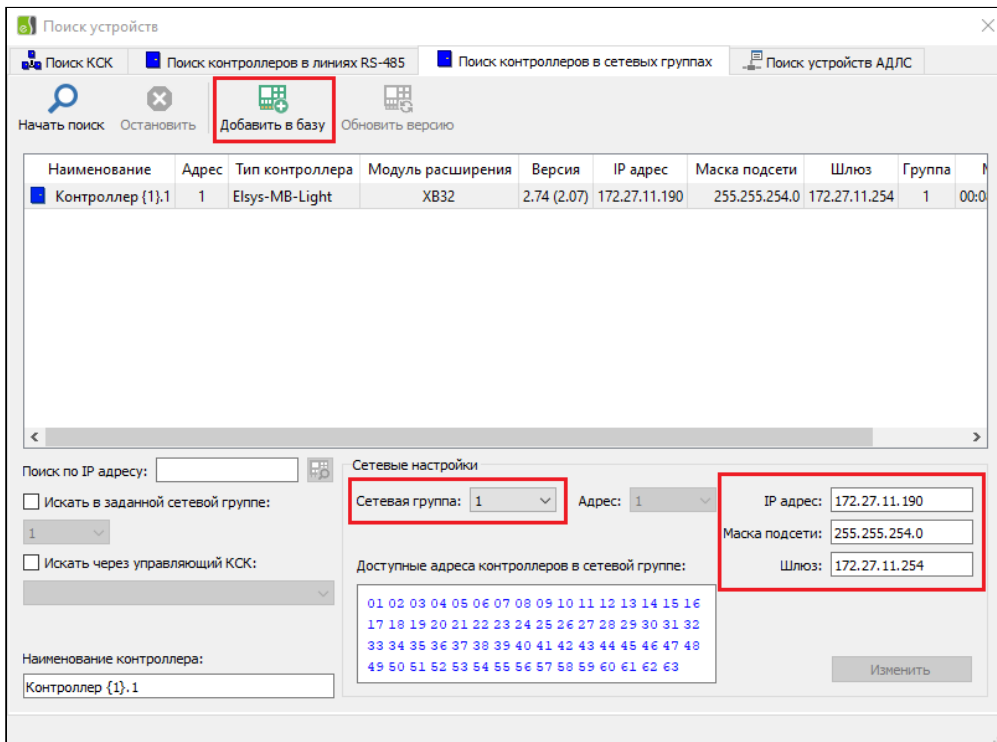 Поиск устройств
Поиск КСК Поиск контроллеров в линиях RS-485 Поиск контроллеров в сетевых группах Поиск устройств АДЛС
Начать поиск Остановить Добавить в базу Обновить версию
Наименование Адрес Тип контроллера Модуль расширения Версия IP адрес Маска подсети Шлюз Группа
Контроллер {1}.1 1 Elsys-MB-Light XB32 2.74 (2.07) 172.27.11.190 255.255.254.0 172.27.11.254 1 00:0
Поиск по IP адресу:
Искать в заданной сетевой группе:
1
Искать через управляющий КСК:
Наименование контроллера:
Контроллер {1}.1
Сетевые настройки
Сетевая группа: 1 Адрес: 1
Доступные адреса контроллеров в сетевой группе:
01 02 03 04 05 06 07 08 09 10 11 12 13 14 15 16
17 18 19 20 21 22 23 24 25 26 27 28 29 30 31 32
33 34 35 36 37 38 39 40 41 42 43 44 45 46 47 48
49 50 51 52 53 54 55 56 57 58 59 60 61 62 63
IP адрес: 172.27.11.190
Маска подсети: 255.255.254.0
Шлюз: 172.27.11.254
Изменить